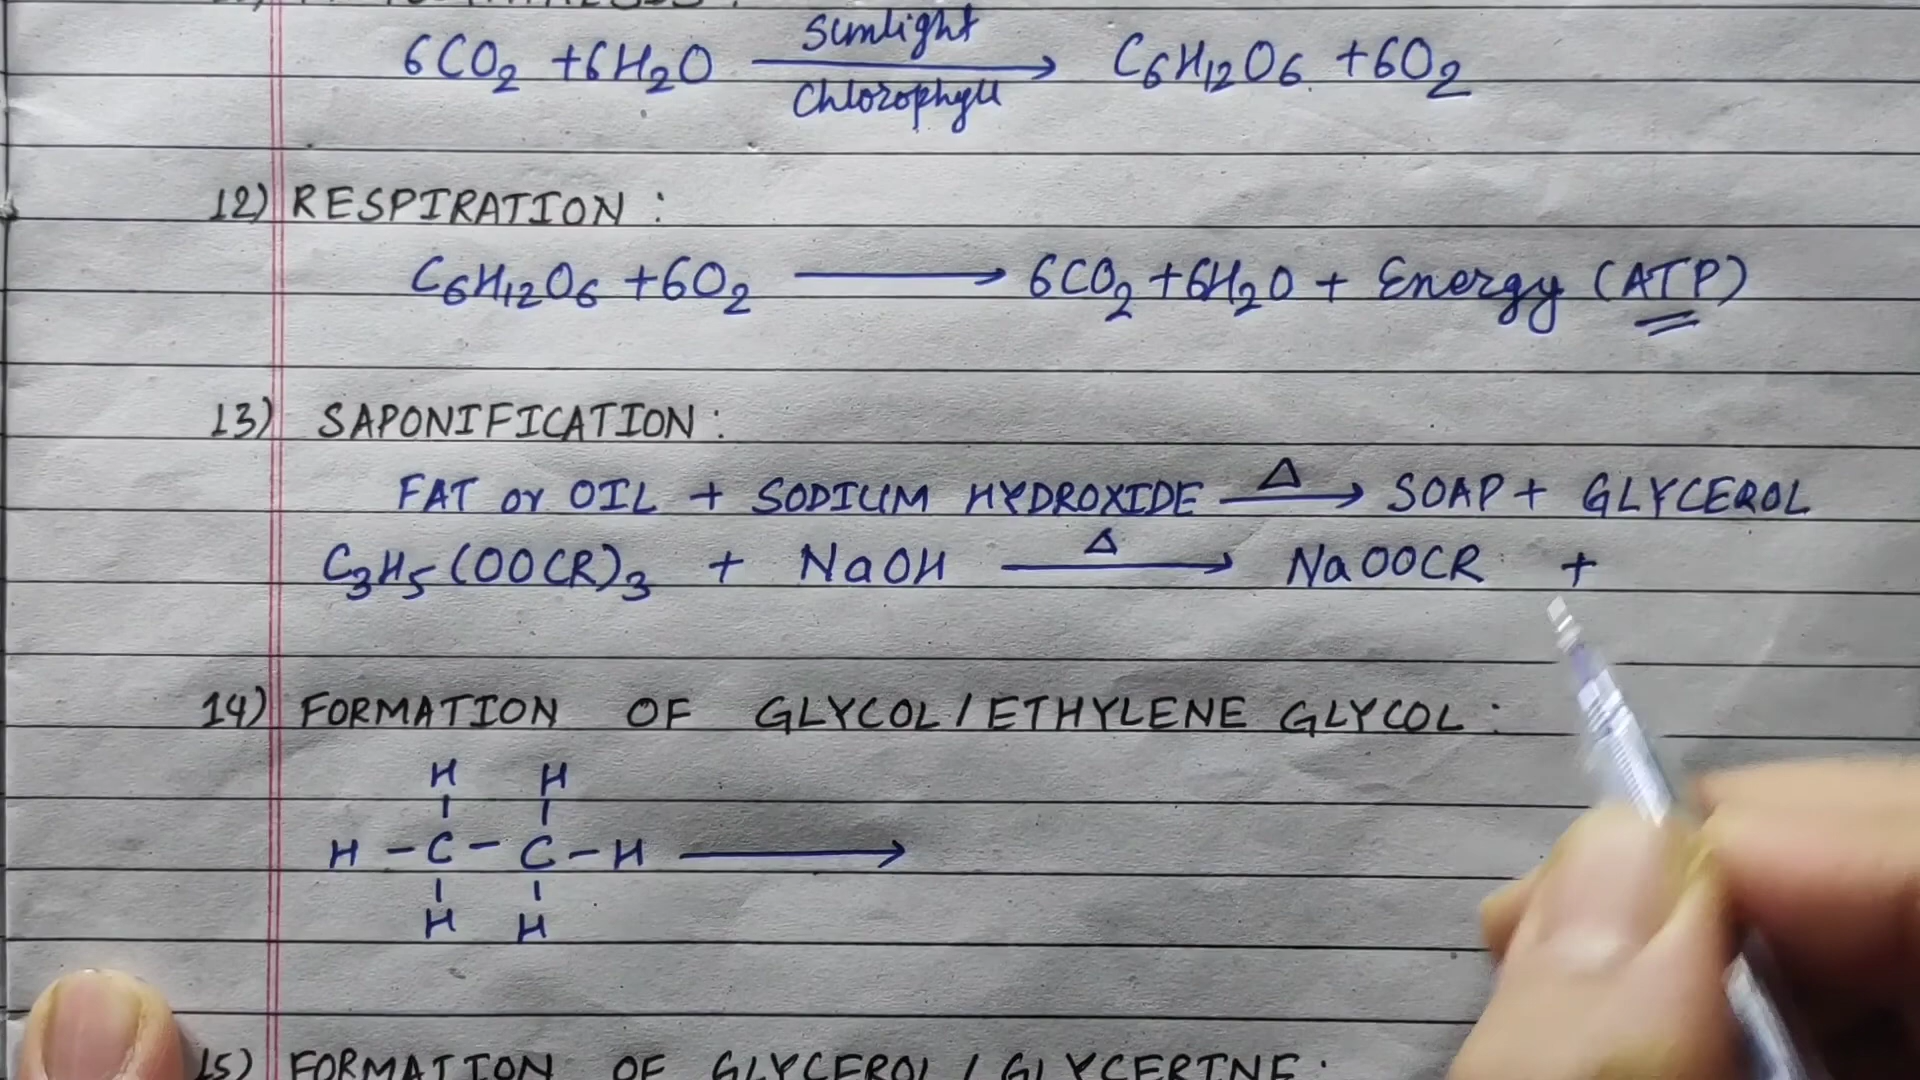 6CO2 +6H2O Sunlight Chlorophyll → C6H12O6 +6O2
12) RESPIRATION :
C6H12O6 +6O2 → 6CO2 +6H2O + Energy (ATP)
13) SAPONIFICATION :
FAT or OIL + SODIUM HYDROXIDE Δ → SOAP + GLYCEROL
C3H5(OOCR)3 + NaOH Δ → NaOOCR +
14) FORMATION OF GLYCOL / ETHYLENE GLYCOL :
H H
H - C - C - H →
H H
15) FORMATION OF GLYCEROL / GLYCERINE :